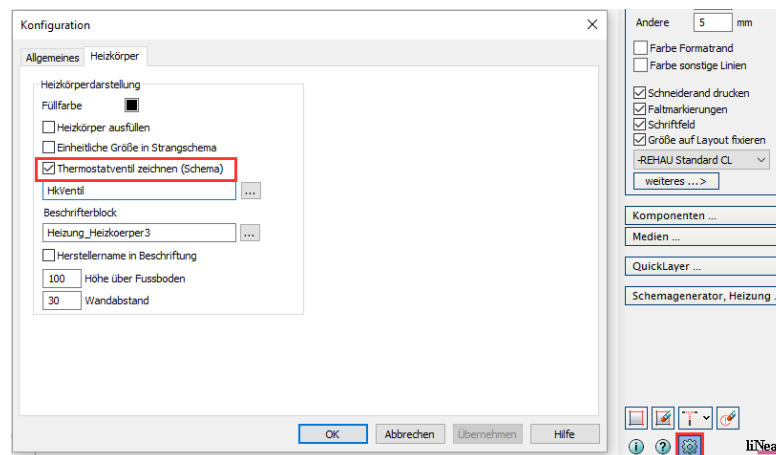 Konfiguration
Allgemeines
Heizkörper
Heizkörperdarstellung
Füllfarbe
Heizkörper ausfüllen
Einheitliche Größe in Strangschema
Thermostatventil zeichnen (Schema)
HkVentil
...
Beschrifterblock
Heizung_Heizkoerper3
...
Herstellername in Beschriftung
100 Höhe über Fussboden
30 Wandabstand
OK
Abbrechen
Übernehmen
Hilfe
Andere 5 mm
Farbe Formatrand
Farbe sonstige Linien
Schneiderand drucken
Faltmarkierungen
Schriftfeld
Größe auf Layout fixieren
-REHAU Standard CL
weiteres ...>
Komponenten ...
Medien ...
QuickLayer ...
Schemagenerator, Heizung .
liNea